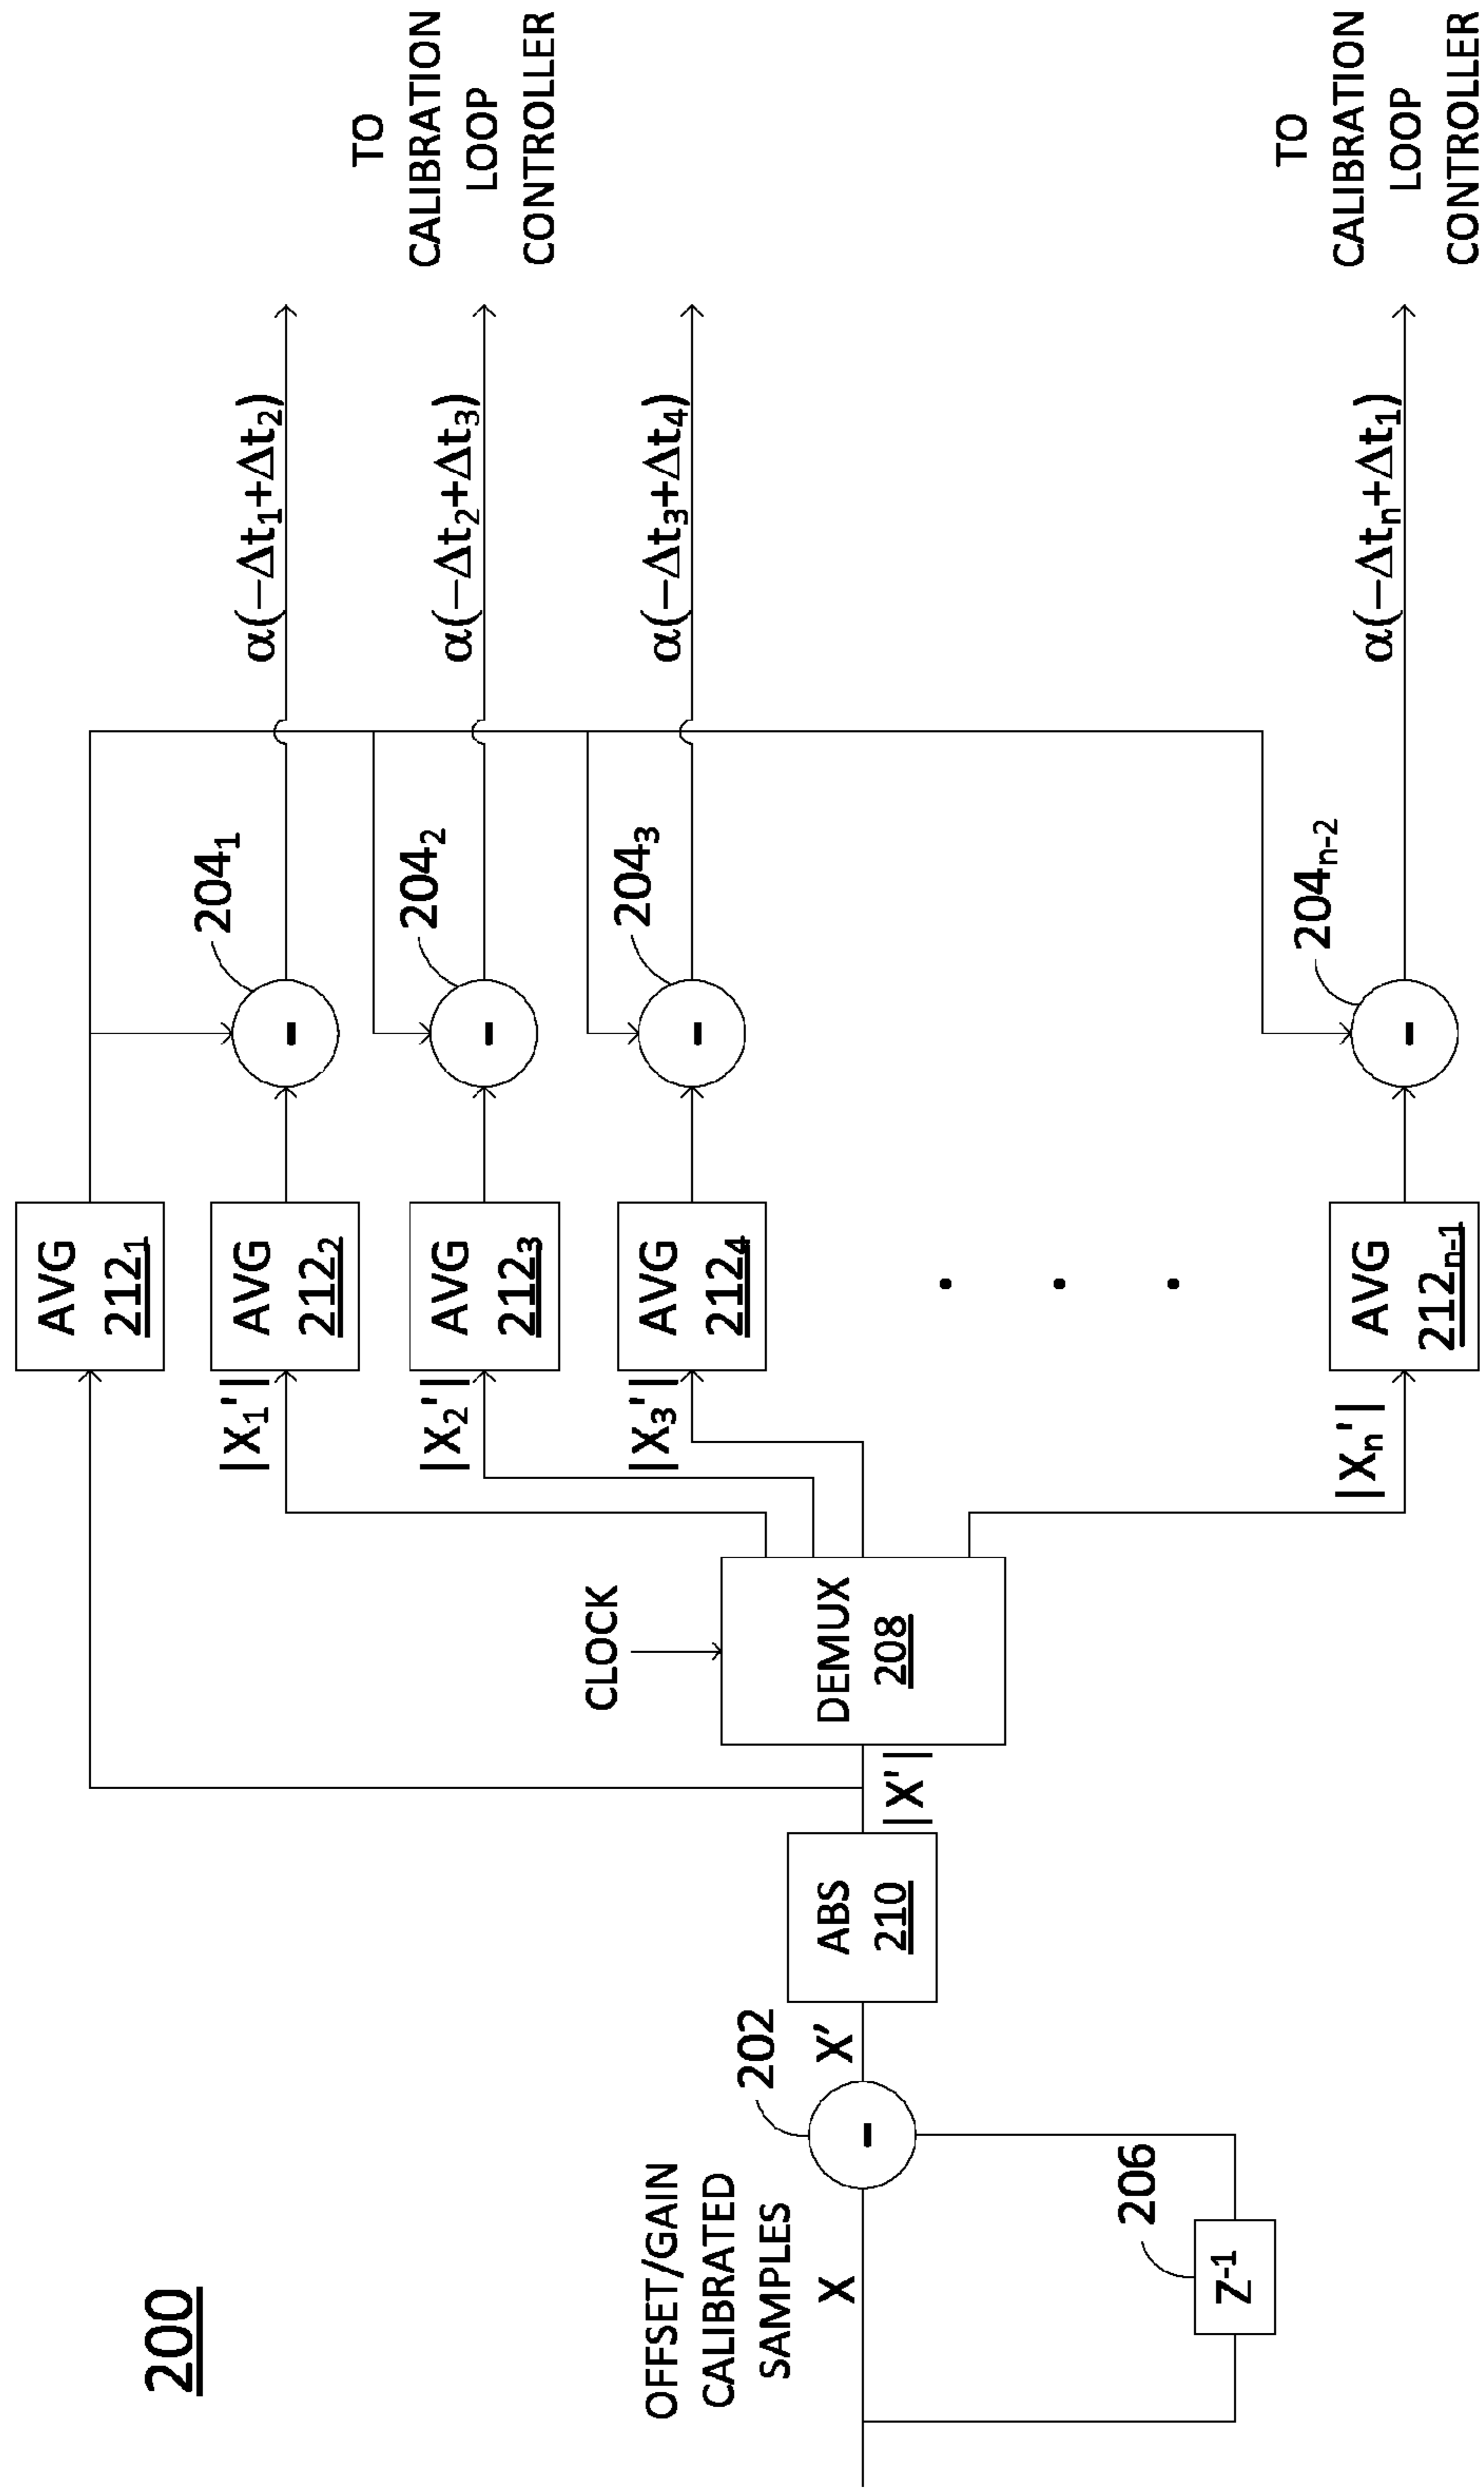 200
OFFSET/GAIN
CALIBRATED
SAMPLES
X
202
X'
206
Z⁻¹
ABS
210
|X'|
CLOCK
DEMUX
208
|X₁'|
|X₂'|
|X₃'|
|Xₙ'|
AVG
212₁
AVG
212₂
AVG
212₃
AVG
212₄
. . .
AVG
212ₙ₋₁
-
204₁
-
204₂
-
204₃
-
204ₙ₋₂
-
α(−Δt₁+Δt₂)
α(−Δt₂+Δt₃)
α(−Δt₃+Δt₄)
α(−Δtₙ+Δt₁)
TO
CALIBRATION
LOOP
CONTROLLER
TO
CALIBRATION
LOOP
CONTROLLER